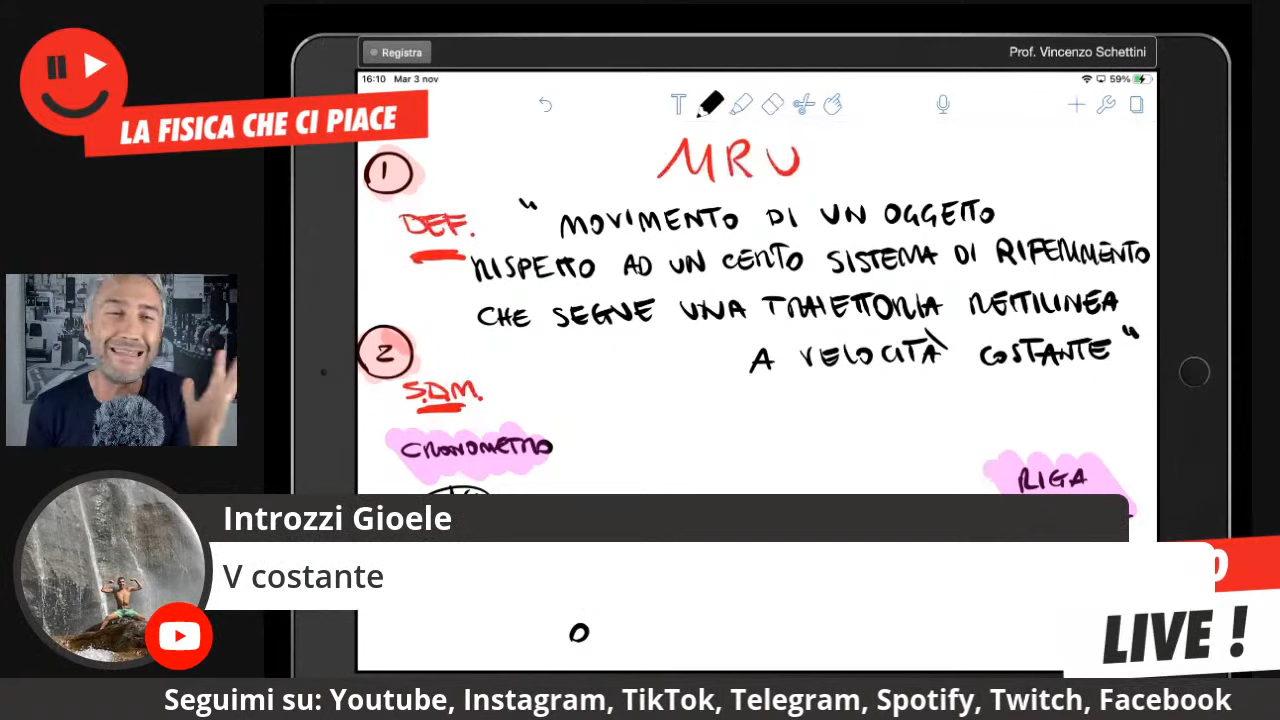 Registra
Prof. Vincenzo Schettini
16:10 Mar 3 nov
59%
LA FISICA CHE CI PIACE
1
MRU
DEF. " MOVIMENTO DI UN OGGETTO
RISPETTO AD UN CERTO SISTEMA DI RIFERIMENTO
CHE SEGUE UNA TRAIETTORIA RETTILINEA
A VELOCITÀ COSTANTE "
2
S.D.M.
CRONOMETRO
RIGA
Introzzi Gioele
V costante
O
LIVE !
Seguimi su: Youtube, Instagram, TikTok, Telegram, Spotify, Twitch, Facebook